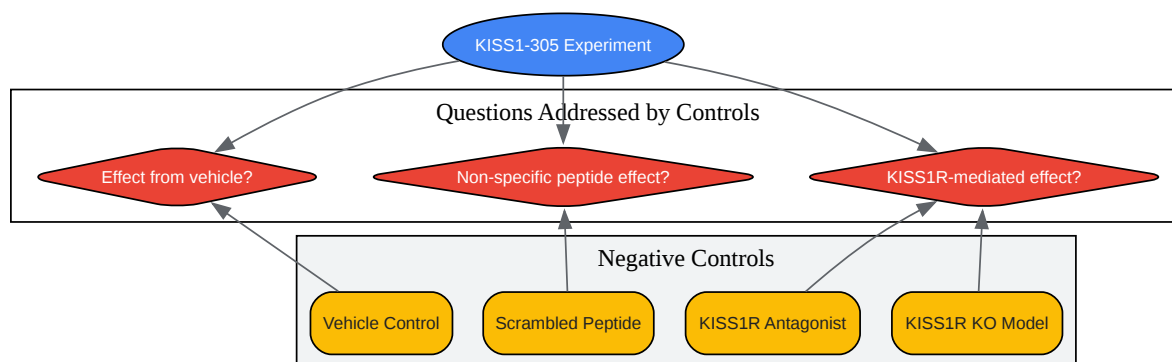 KISS1-305 Experiment
Questions Addressed by Controls
Effect from vehicle?
Non-specific peptide effect?
KISS1R-mediated effect?
Negative Controls
Vehicle Control
Scrambled Peptide
KISS1R Antagonist
KISS1R KO Model